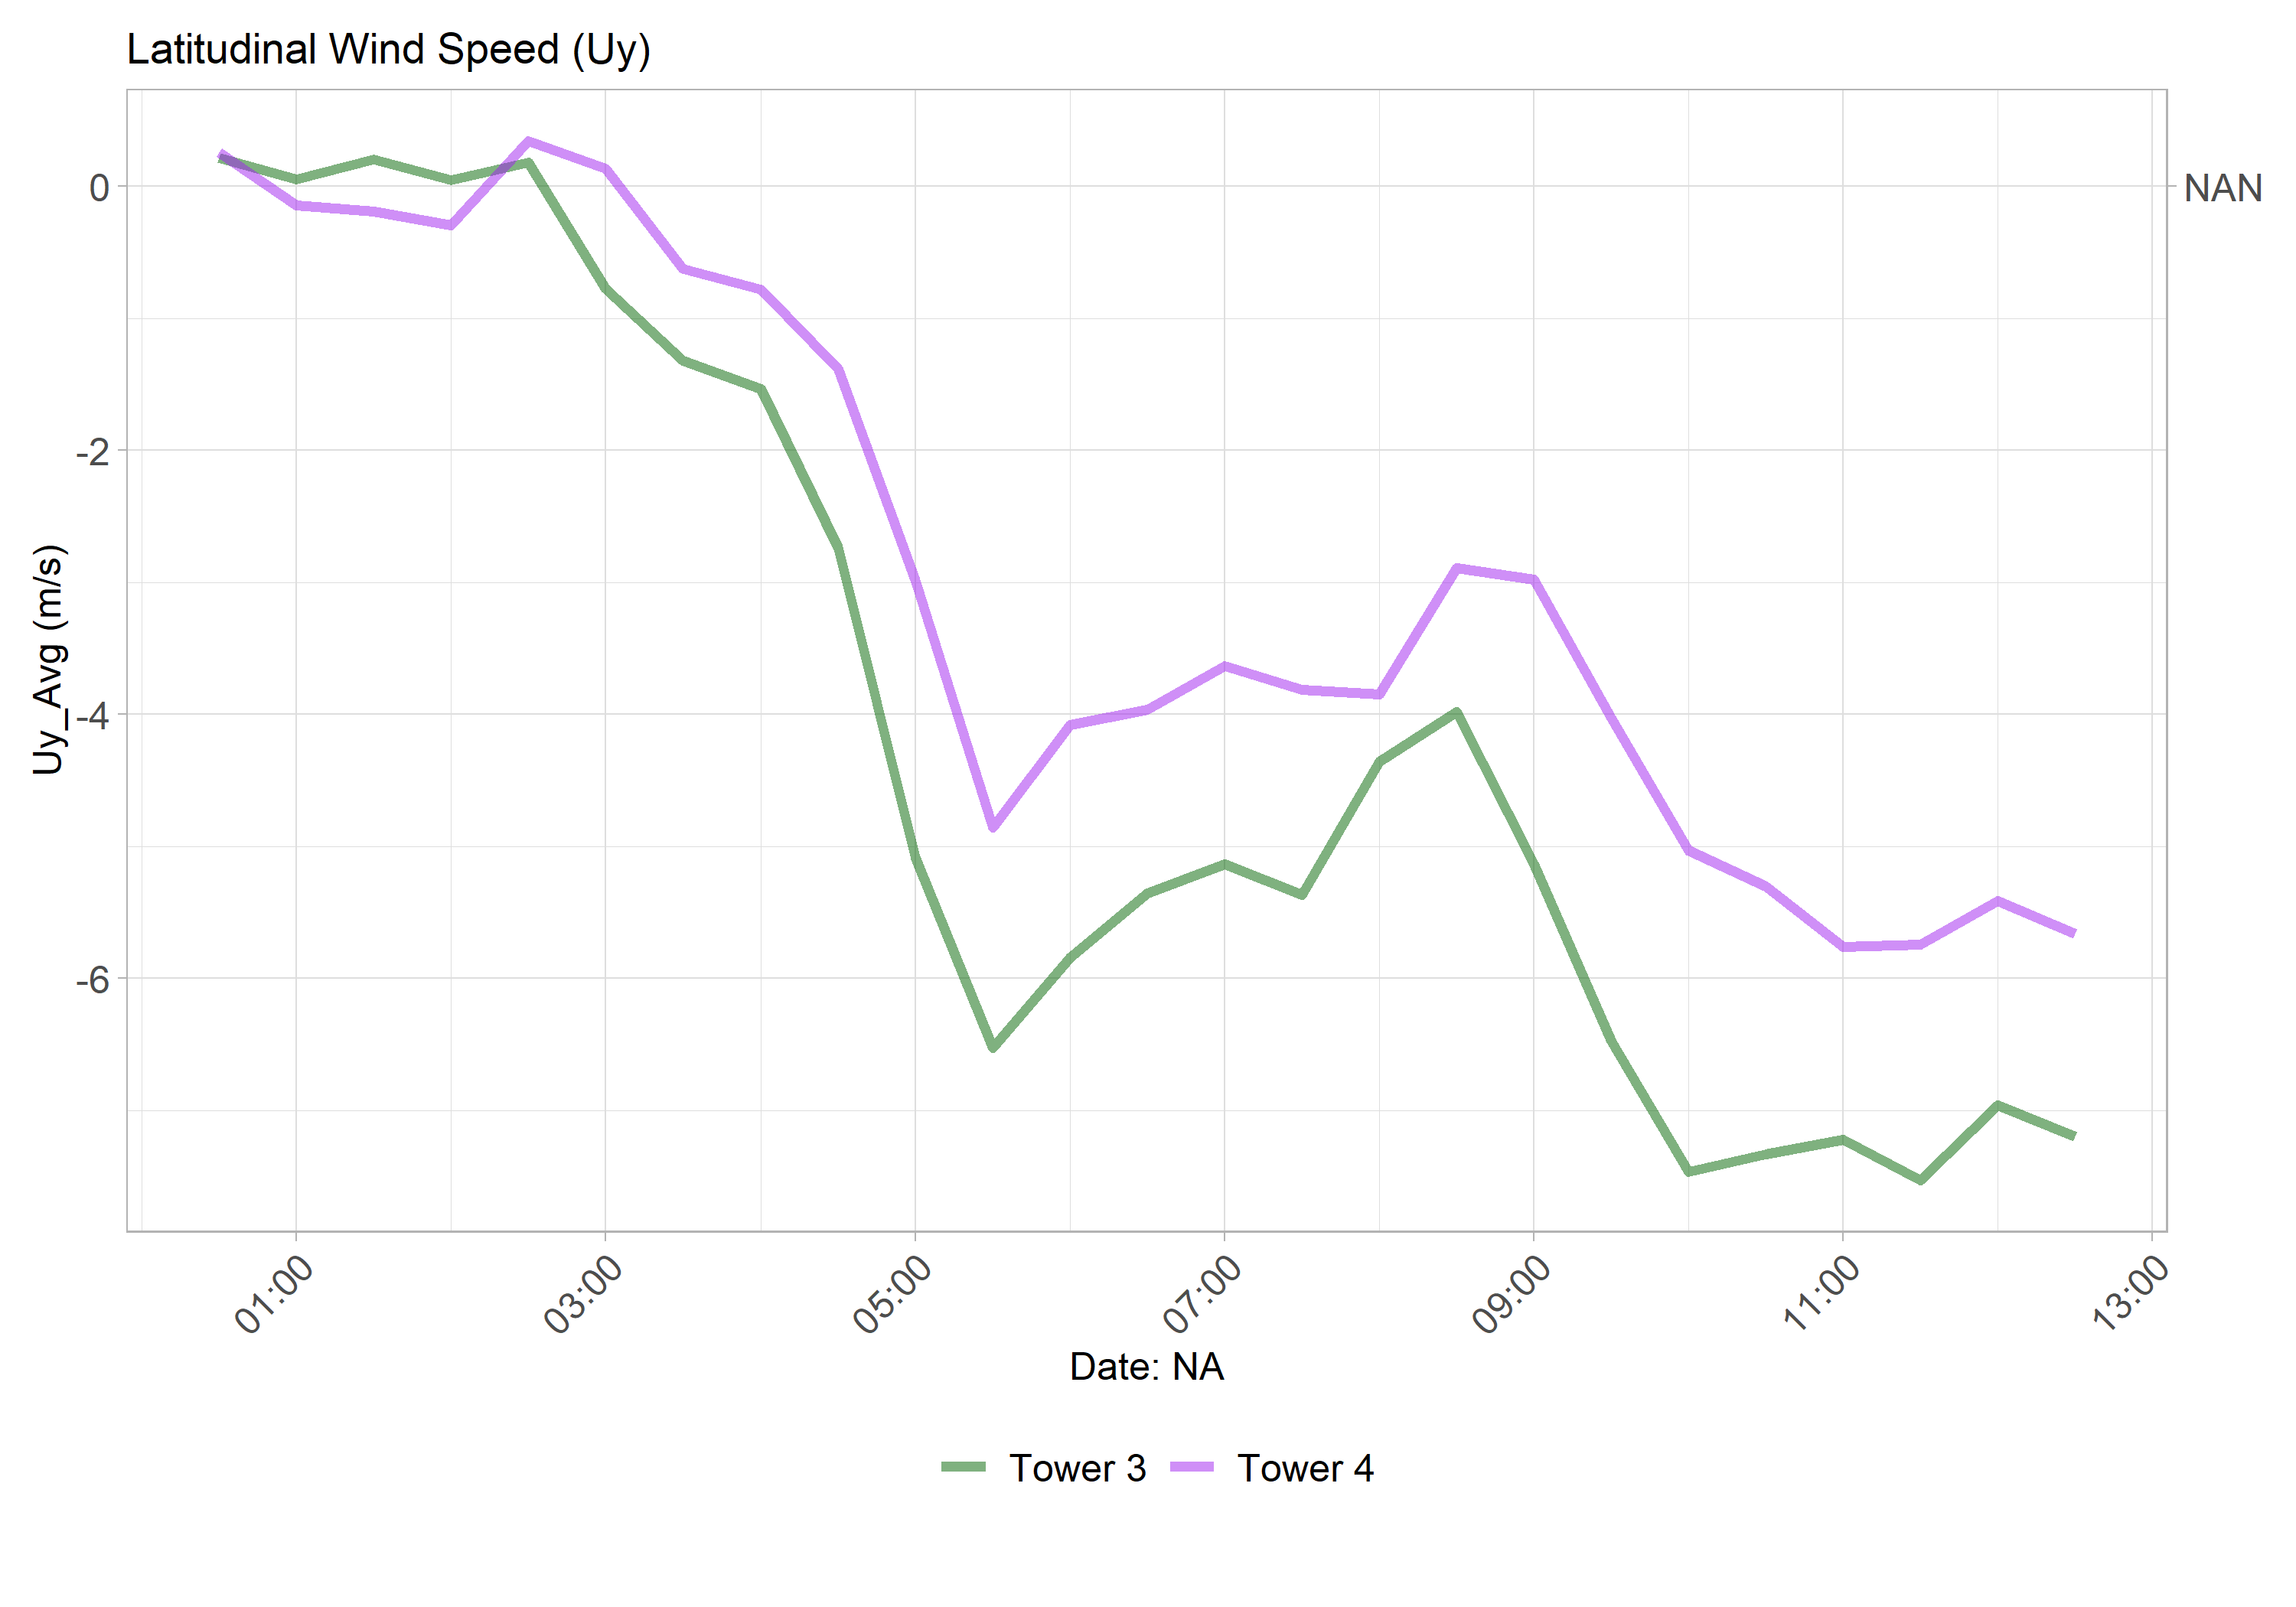 Latitudinal Wind Speed (Uy)
Uy_Avg (m/s)
0
-2
-4
-6
NAN
01:00
03:00
05:00
07:00
09:00
11:00
13:00
Date: NA
Tower 3
Tower 4